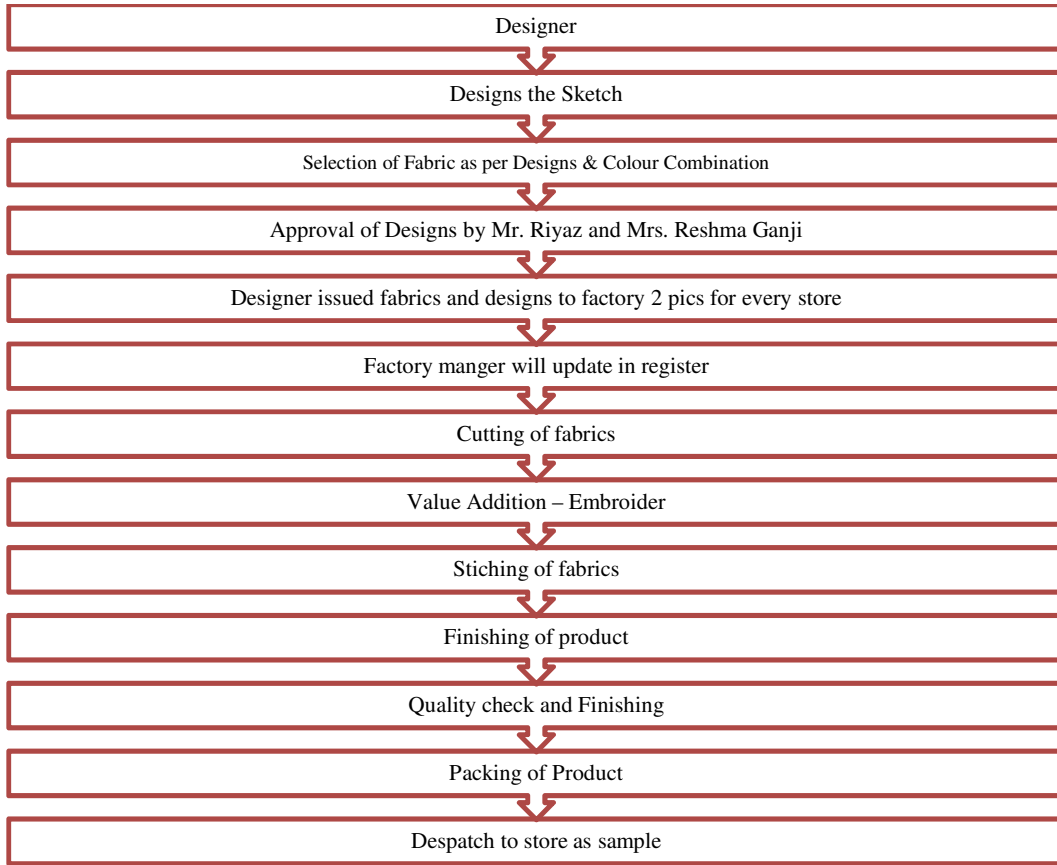 Designer
Designs the Sketch
Selection of Fabric as per Designs & Colour Combination
Approval of Designs by Mr. Riyaz and Mrs. Reshma Ganji
Designer issued fabrics and designs to factory 2 pics for every store
Factory manger will update in register
Cutting of fabrics
Value Addition – Embroider
Stiching of fabrics
Finishing of product
Quality check and Finishing
Packing of Product
Despatch to store as sample